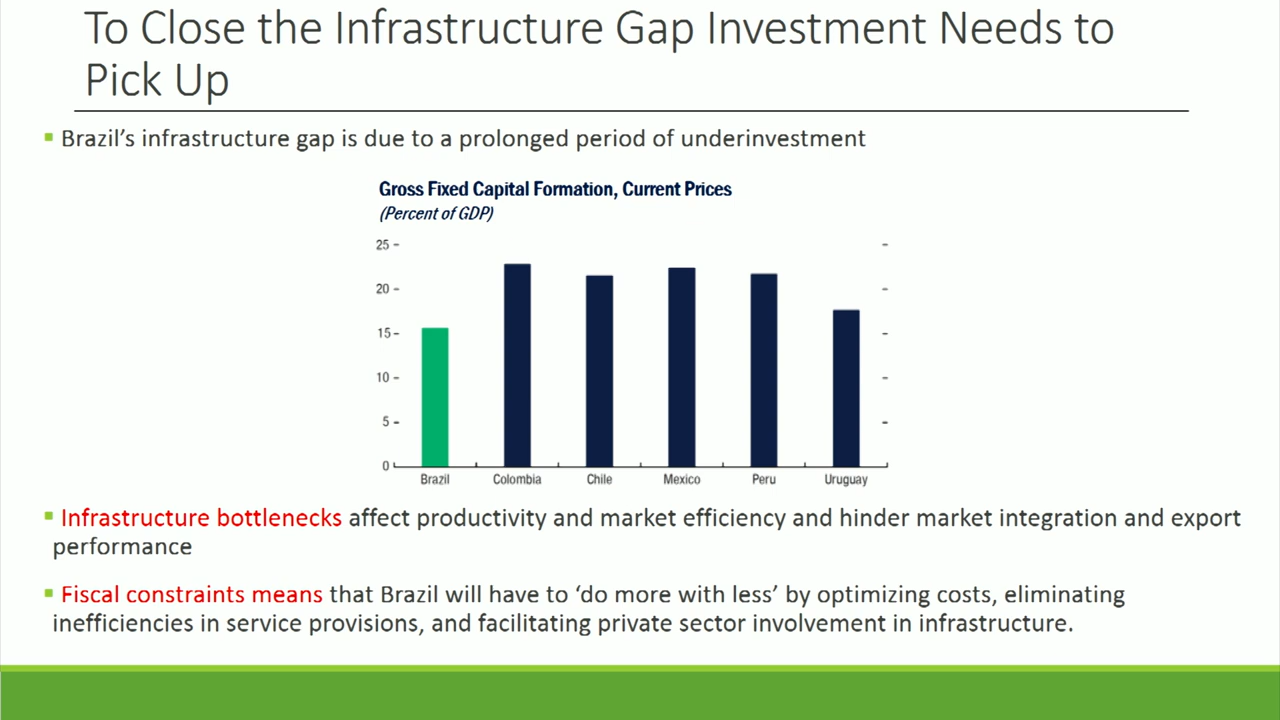 To Close the Infrastructure Gap Investment Needs to
Pick Up
▪ Brazil’s infrastructure gap is due to a prolonged period of underinvestment
Gross Fixed Capital Formation, Current Prices
(Percent of GDP)
25
20
15
10
5
0
Brazil Colombia Chile Mexico Peru Uruguay
▪ Infrastructure bottlenecks affect productivity and market efficiency and hinder market integration and export
performance
▪ Fiscal constraints means that Brazil will have to ‘do more with less’ by optimizing costs, eliminating
inefficiencies in service provisions, and facilitating private sector involvement in infrastructure.